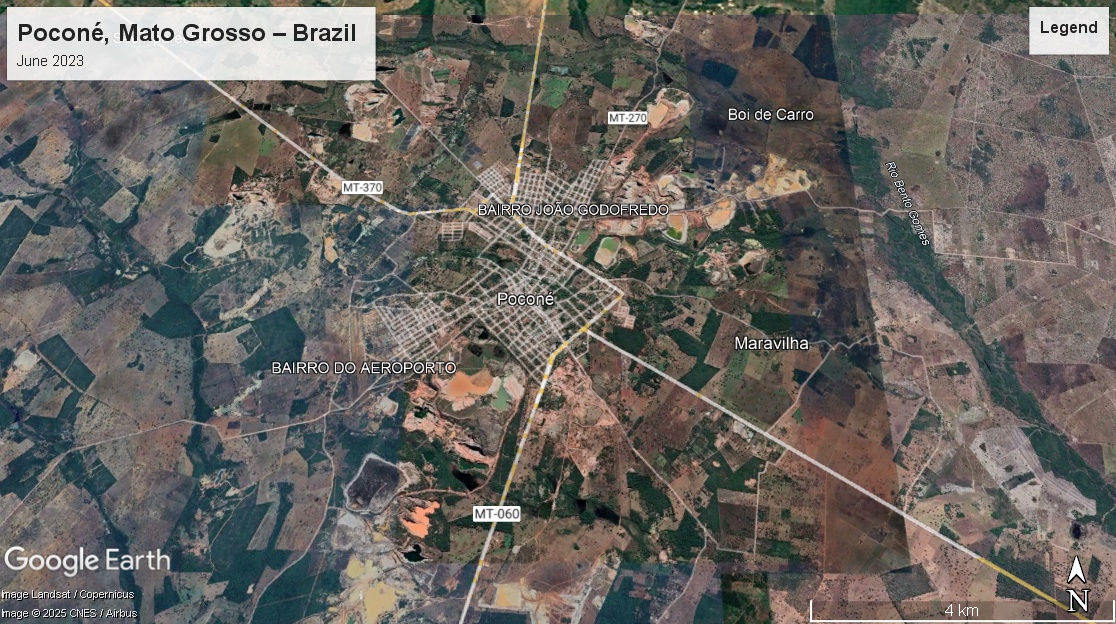 Poconé, Mato Grosso – Brazil
June 2023
Legend
MT-270
Boi de Carro
MT-370
Rio Bento Gomes
BAIRRO JOÃO GODOFREDO
Poconé
Maravilha
BAIRRO DO AEROPORTO
MT-060
Google Earth
Image Landsat / Copernicus
Image © 2025 CNES / Airbus
4 km
N